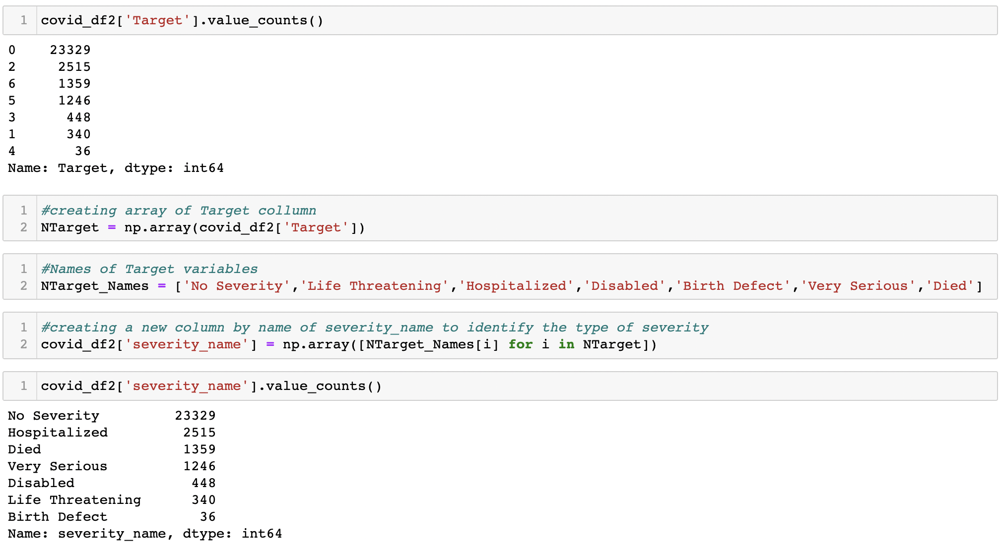 1 covid_df2['Target'].value_counts()
0 23329
2 2515
6 1359
5 1246
3 448
1 340
4 36
Name: Target, dtype: int64
1 #creating array of Target collumn
2 NTarget = np.array(covid_df2['Target'])
1 #Names of Target variables
2 NTarget_Names = ['No Severity','Life Threatening','Hospitalized','Disabled','Birth Defect','Very Serious','Died']
1 #creating a new column by name of severity_name to identify the type of severity
2 covid_df2['severity_name'] = np.array([NTarget_Names[i] for i in NTarget])
1 covid_df2['severity_name'].value_counts()
No Severity 23329
Hospitalized 2515
Died 1359
Very Serious 1246
Disabled 448
Life Threatening 340
Birth Defect 36
Name: severity_name, dtype: int64